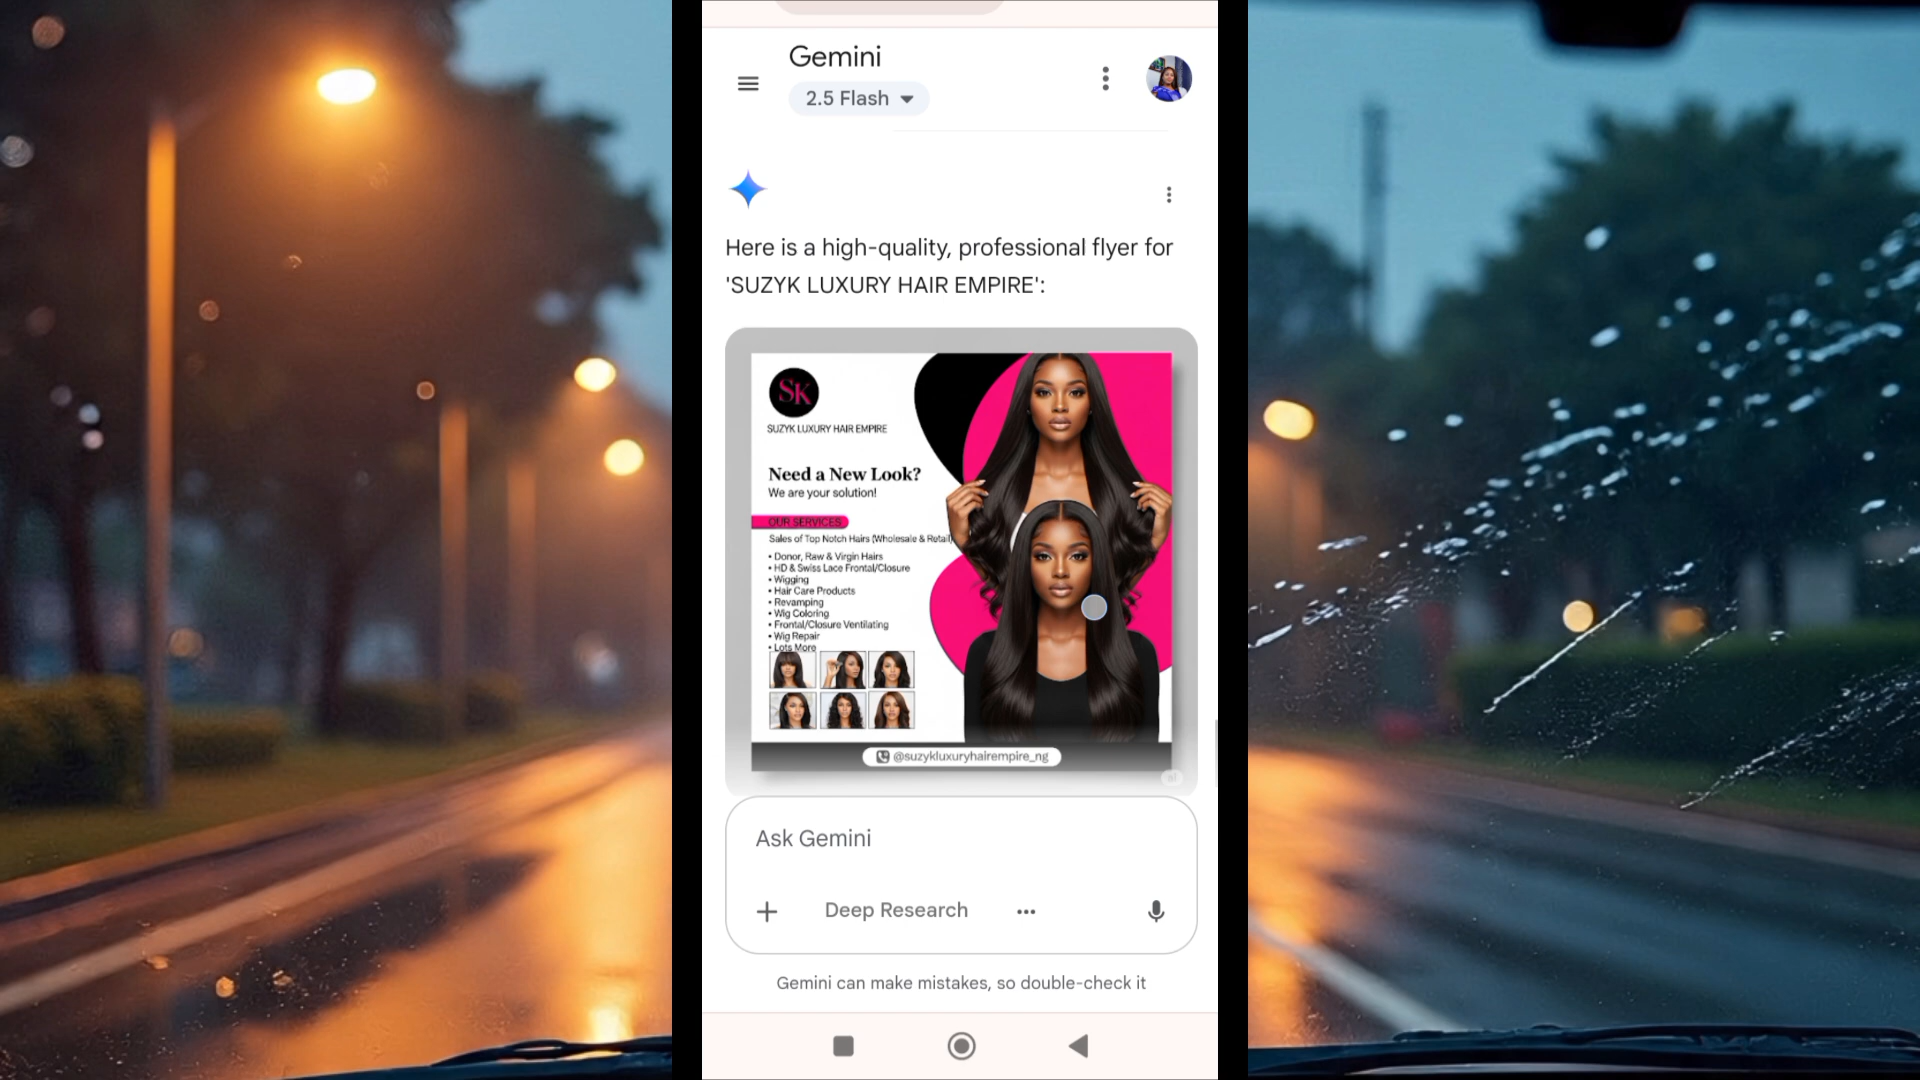 Gemini
2.5 Flash
Here is a high-quality, professional flyer for
'SUZYK LUXURY HAIR EMPIRE':
SK
SUZYK LUXURY HAIR EMPIRE
Need a New Look?
We are your solution!
OUR SERVICES
Sales of Top Notch Hairs (Wholesale & Retail)
• Donor, Raw & Virgin Hairs
• HD & Swiss Lace Frontal/Closure
• Wigging
• Hair Care Products
• Revamping
• Wig Coloring
• Frontal/Closure Ventilating
• Wig Repair
• Lots More
@suzykluxuryhairempire_ng
ai
Ask Gemini
Deep Research
Gemini can make mistakes, so double-check it